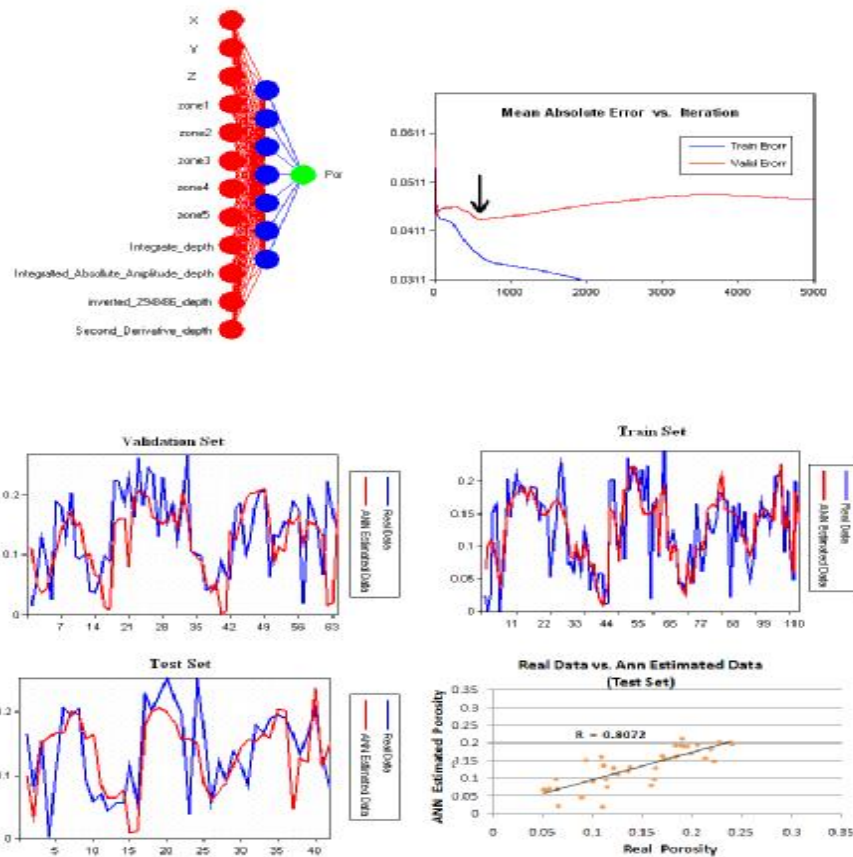 X
Y
Z
zone1
zone2
zone3
zone4
zone5
Integrate_depth
Integrated_Absolute_Amplitude_depth
inverted_298486_depth
Second_Derivative_depth
Por
Mean Absolute Error vs. Iteration
Train Erorr
Valid Erorr
0.0611
0.0511
0.0411
0.0311
0 1000 2000 3000 4000 5000
Validation Set
0.2
0.1
0
7 14 21 28 35 42 49 56 63
Real Data
ANN Estimated Data
Train Set
0.2
0.15
0.1
0.05
0
11 22 33 44 55 66 77 88 99 110
Real Data
ANN Estimated Data
Test Set
0.2
0.1
0
5 10 15 20 25 30 35 40
Real Data
ANN Estimated Data
Real Data vs. Ann Estimated Data
(Test Set)
ANN Estimated Porosity
0.35
0.3
0.25
0.2
0.15
0.1
0.05
0
R = 0.8072
0 0.05 0.1 0.15 0.2 0.25 0.3 0.35
Real Porosity